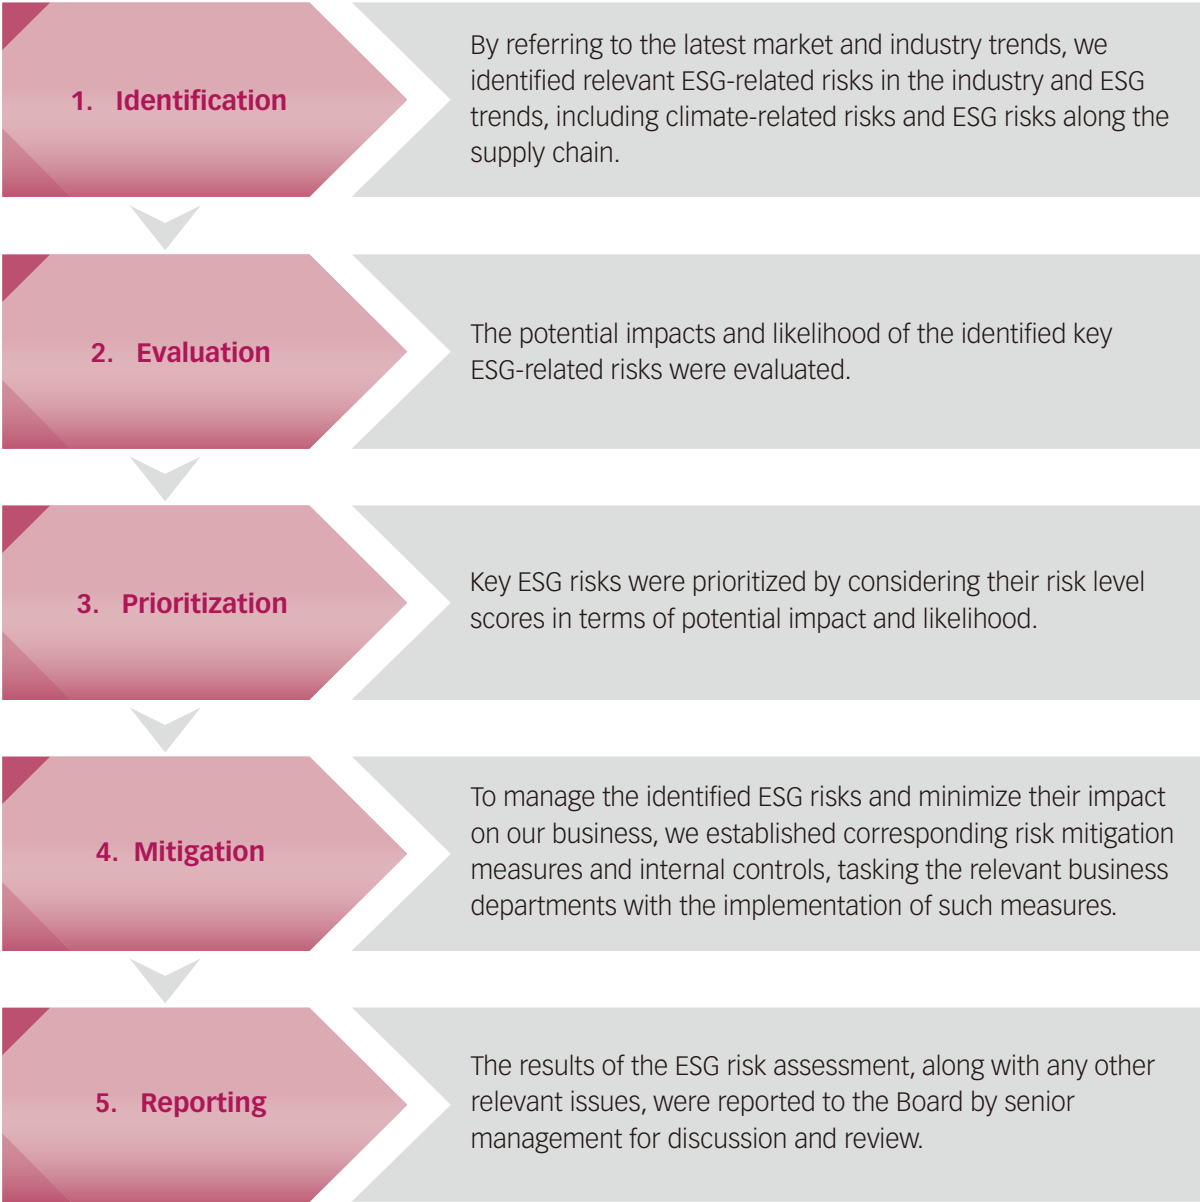 1. Identification
By referring to the latest market and industry trends, we
identified relevant ESG-related risks in the industry and ESG
trends, including climate-related risks and ESG risks along the
supply chain.
2. Evaluation
The potential impacts and likelihood of the identified key
ESG-related risks were evaluated.
3. Prioritization
Key ESG risks were prioritized by considering their risk level
scores in terms of potential impact and likelihood.
4. Mitigation
To manage the identified ESG risks and minimize their impact
on our business, we established corresponding risk mitigation
measures and internal controls, tasking the relevant business
departments with the implementation of such measures.
5. Reporting
The results of the ESG risk assessment, along with any other
relevant issues, were reported to the Board by senior
management for discussion and review.